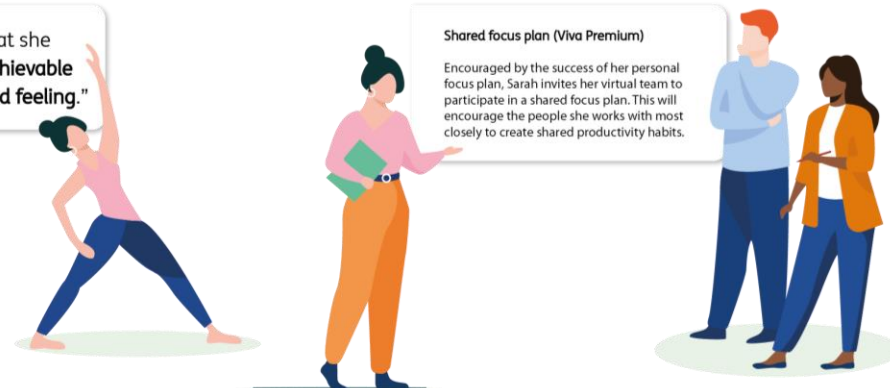 at she
hievable
d feeling.”
Shared focus plan (Viva Premium)
Encouraged by the success of her personal
focus plan, Sarah invites her virtual team to
participate in a shared focus plan. This will
encourage the people she works with most
closely to create shared productivity habits.